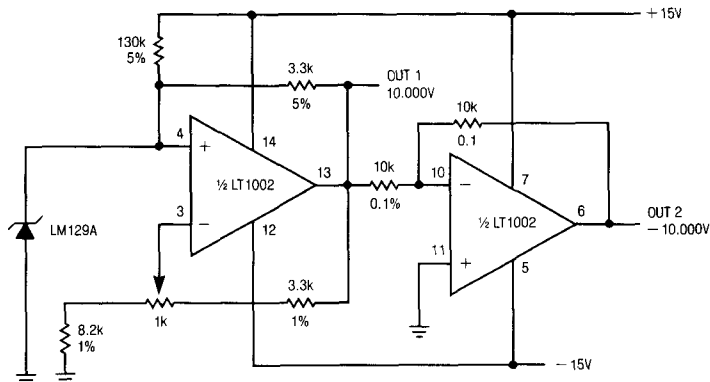 +15V
130k
5%
3.3k
5%
OUT 1
10.000V
4
+
14
½ LT1002
13
3
−
12
LM129A
10k
0.1%
10k
0.1
10
−
7
½ LT1002
6
OUT 2
−10.000V
11
+
5
3.3k
1%
1k
8.2k
1%
−15V